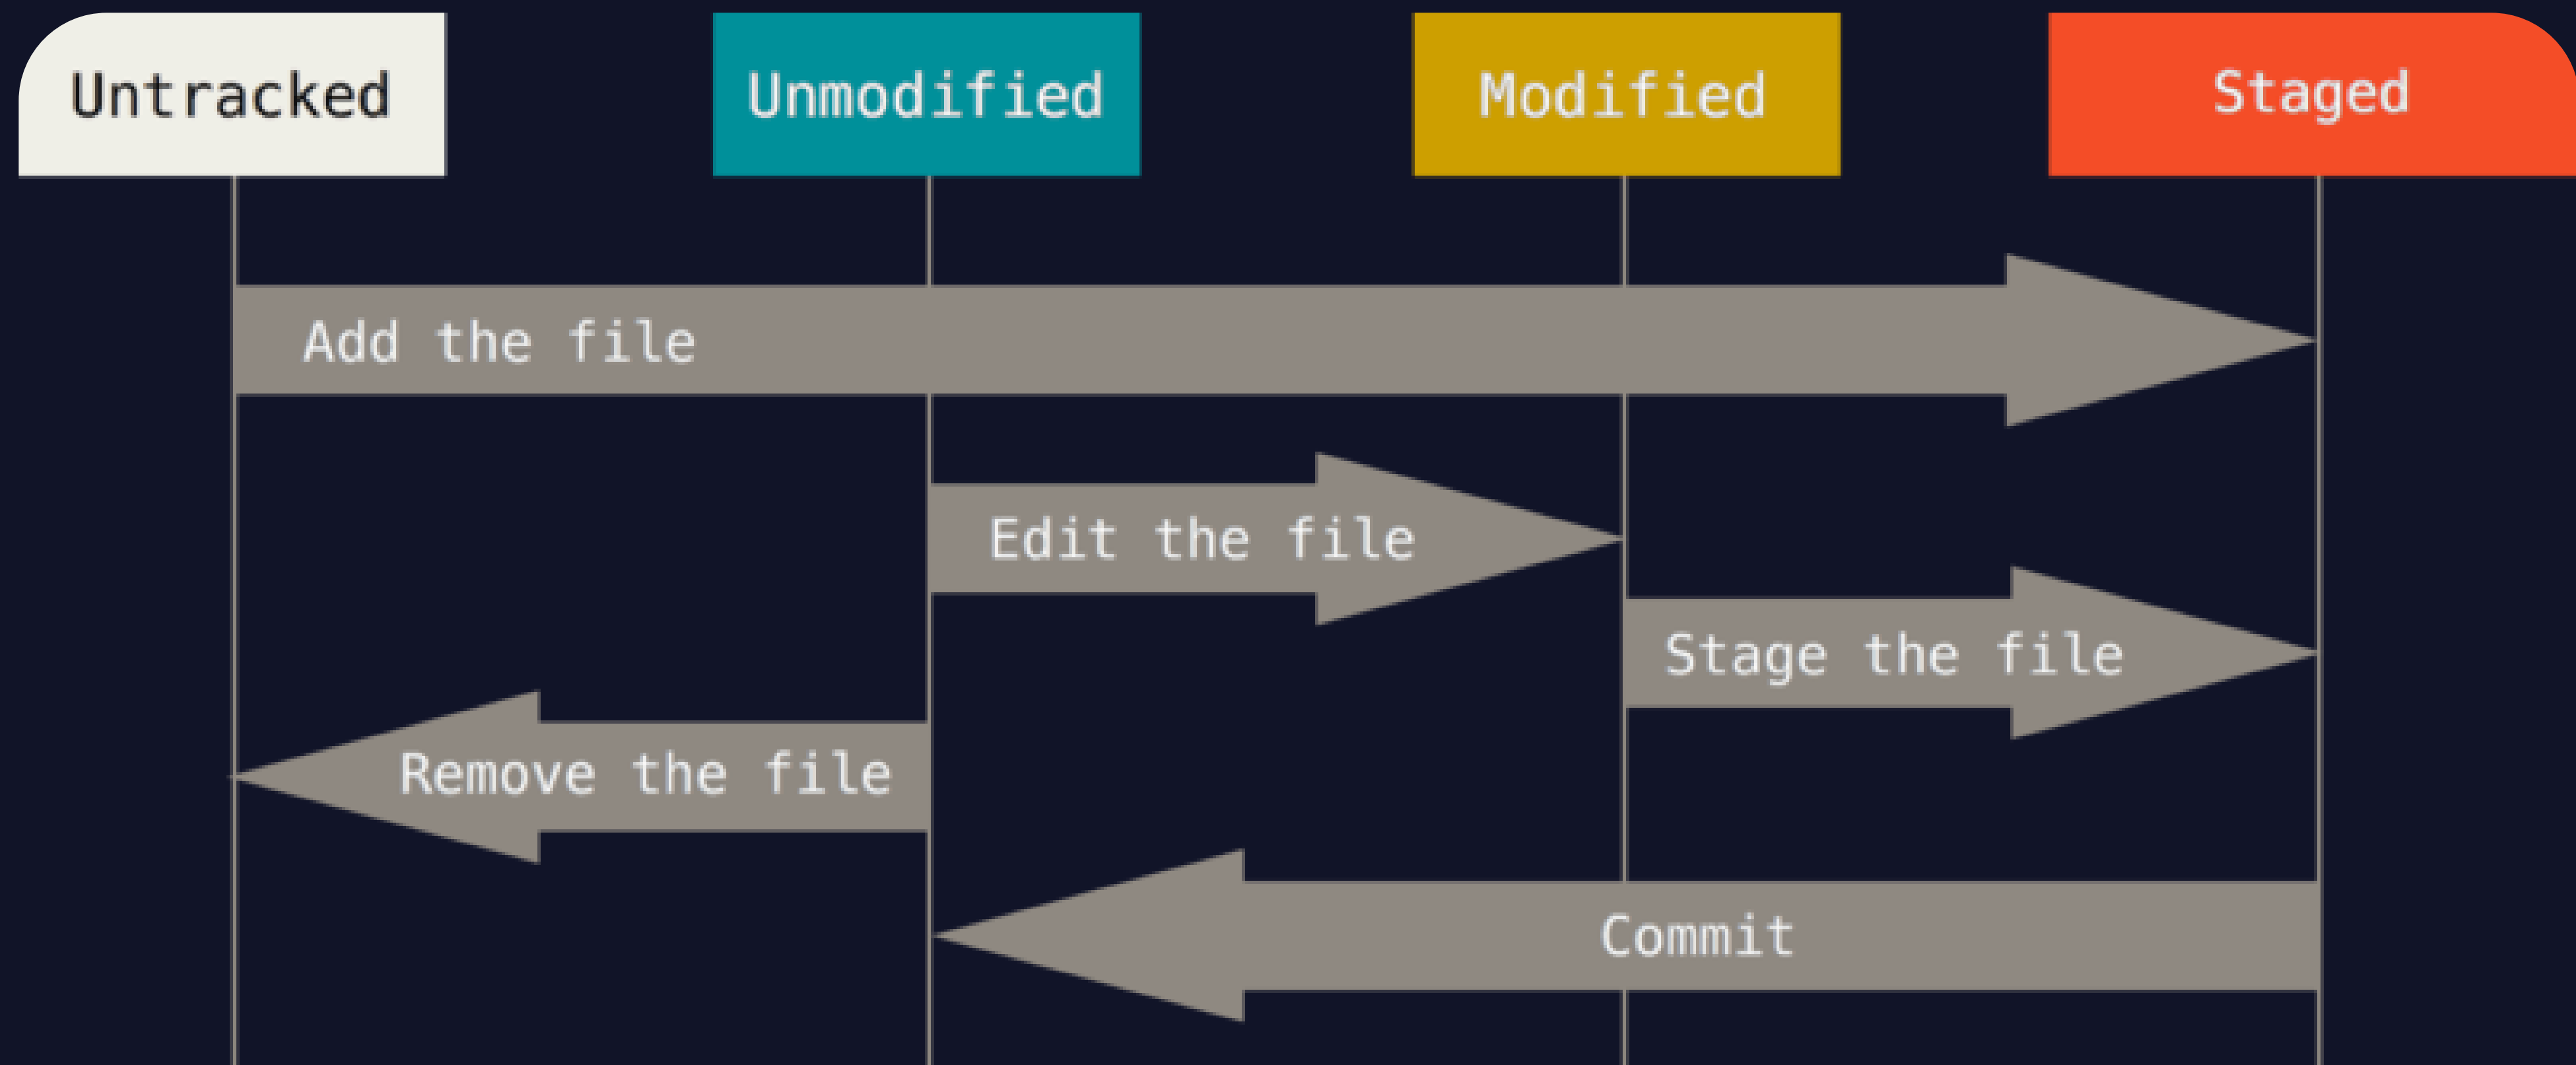 Untracked
Unmodified
Modified
Staged
Add the file
Edit the file
Stage the file
Remove the file
Commit